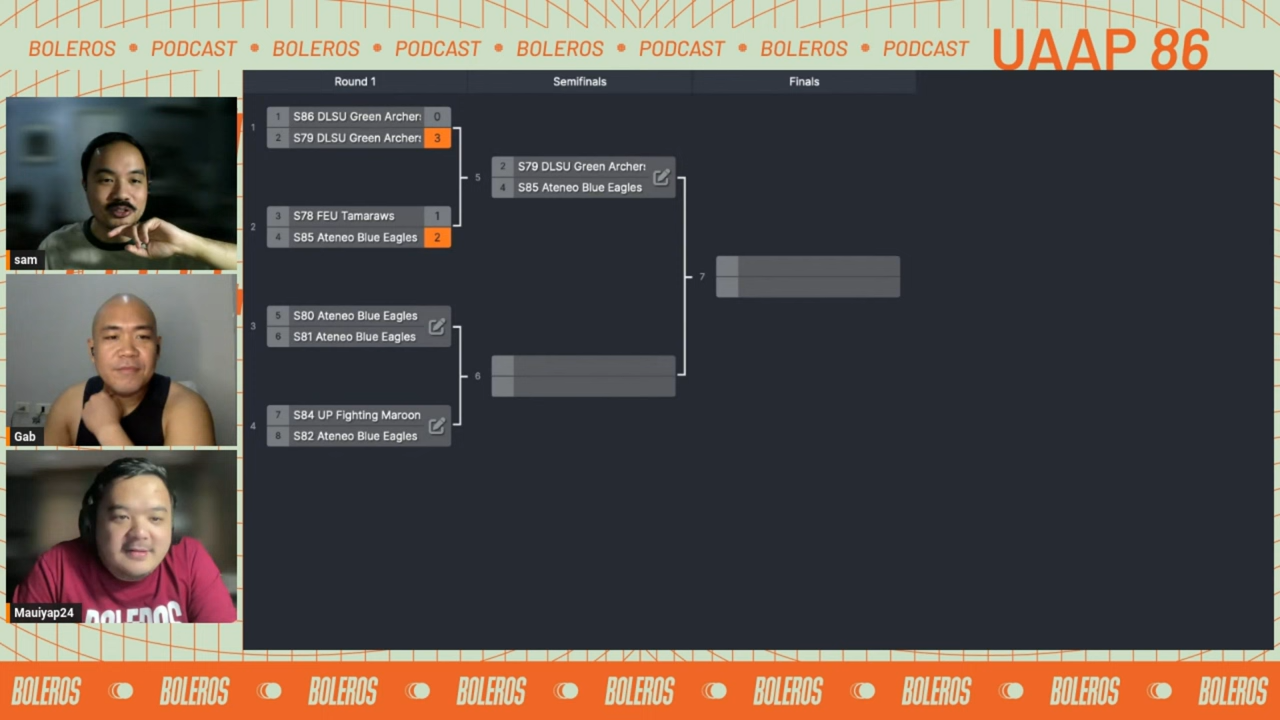 BOLEROS • PODCAST • BOLEROS • PODCAST • BOLEROS • PODCAST • BOLEROS • PODCAST
UAAP 86
Round 1
Semifinals
Finals
1
1 S86 DLSU Green Archer 0
2 S79 DLSU Green Archer 3
2
3 S78 FEU Tamaraws 1
4 S85 Ateneo Blue Eagles 2
3
5 S80 Ateneo Blue Eagles
6 S81 Ateneo Blue Eagles
4
7 S84 UP Fighting Maroon
8 S82 Ateneo Blue Eagles
5
2 S79 DLSU Green Archer
4 S85 Ateneo Blue Eagles
6
7
sam
Gab
Mauiyap24
BOLEROS
BOLEROS BOLEROS BOLEROS BOLEROS BOLEROS BOLEROS BOLEROS BOLEROS BOLEROS